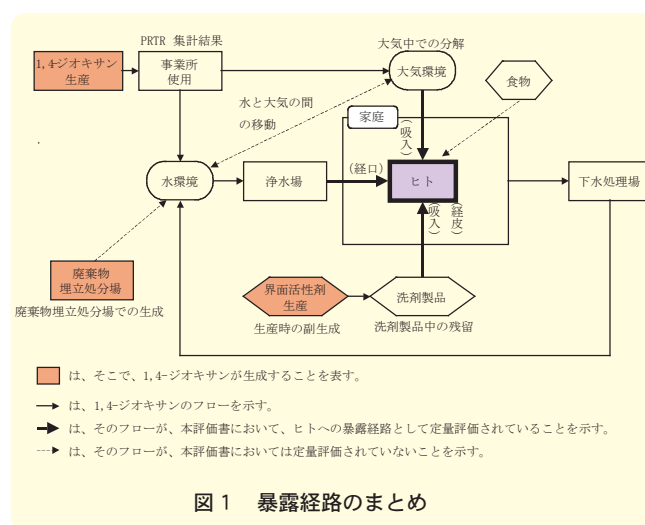 PRTR 集計結果
大気中での分解
1,4-ジオキサン
生産
事業所
使用
大気環境
食物
水と大気の間
の移動
家庭
(吸入)
水環境
浄水場
(経口)
ヒト
下水処理場
(吸入)
(経皮)
廃棄物
埋立処分場
廃棄物埋立処分場での生成
界面活性剤
生産
生産時の副生成
洗剤製品
洗剤製品中の残留
は、そこで、1,4-ジオキサンが生成することを表す。
は、1,4-ジオキサンのフローを示す。
は、そのフローが、本評価書において、ヒトへの暴露経路として定量評価されていることを示す。
は、そのフローが、本評価書においては定量評価されていないことを示す。
図 1 暴露経路のまとめ